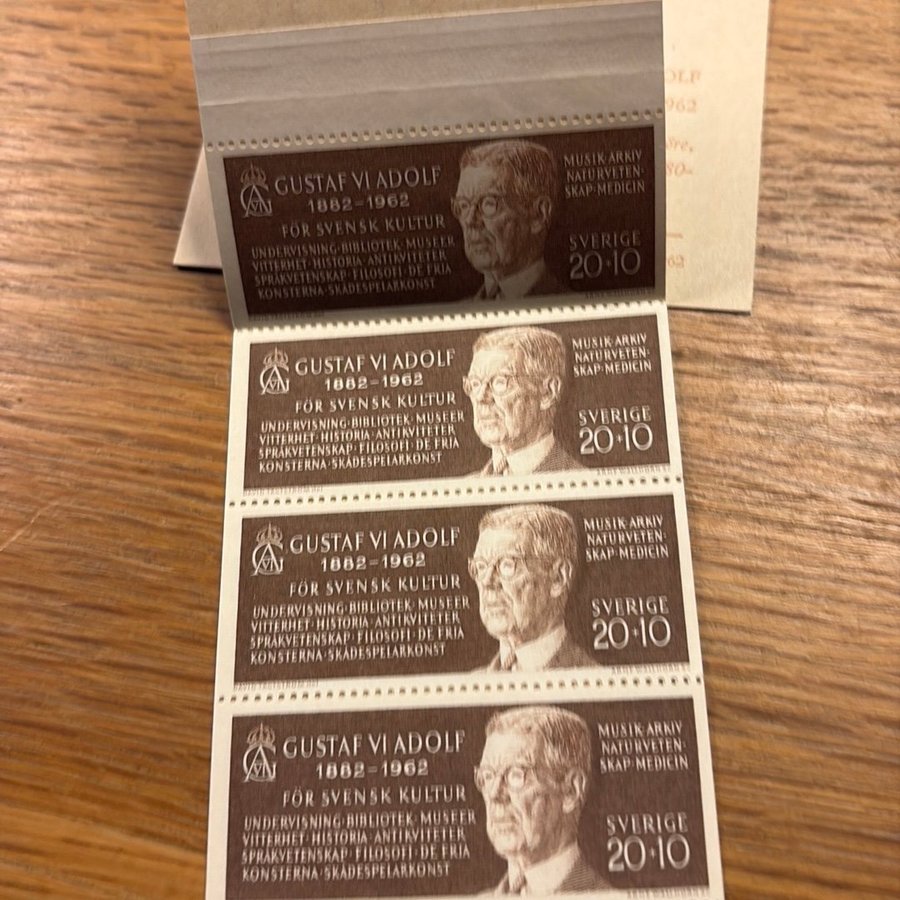 GUSTAF VI ADOLF
1882–1962
FÖR SVENSK KULTUR
UNDERVISNING·BIBLIOTEK·MUSEER
VITTERHET·HISTORIA·ANTIKVITETER
SPRÅKVETENSKAP·FILOSOFI·DE FRIA
KONSTERNA·SKÅDESPELARKONST
MUSIK·ARKIV
NATURVETEN-
SKAP·MEDICIN
SVERIGE
20+10
GUSTAF VI ADOLF
1882–1962
FÖR SVENSK KULTUR
UNDERVISNING·BIBLIOTEK·MUSEER
VITTERHET·HISTORIA·ANTIKVITETER
SPRÅKVETENSKAP·FILOSOFI·DE FRIA
KONSTERNA·SKÅDESPELARKONST
MUSIK·ARKIV
NATURVETEN-
SKAP·MEDICIN
SVERIGE
20+10
GUSTAF VI ADOLF
1882–1962
FÖR SVENSK KULTUR
UNDERVISNING·BIBLIOTEK·MUSEER
VITTERHET·HISTORIA·ANTIKVITETER
SPRÅKVETENSKAP·FILOSOFI·DE FRIA
KONSTERNA·SKÅDESPELARKONST
MUSIK·ARKIV
NATURVETEN-
SKAP·MEDICIN
SVERIGE
20+10
GUSTAF VI ADOLF
1882–1962
FÖR SVENSK KULTUR
UNDERVISNING·BIBLIOTEK·MUSEER
VITTERHET·HISTORIA·ANTIKVITETER
SPRÅKVETENSKAP·FILOSOFI·DE FRIA
KONSTERNA·SKÅDESPELARKONST
MUSIK·ARKIV
NATURVETEN-
SKAP·MEDICIN
SVERIGE
20+10